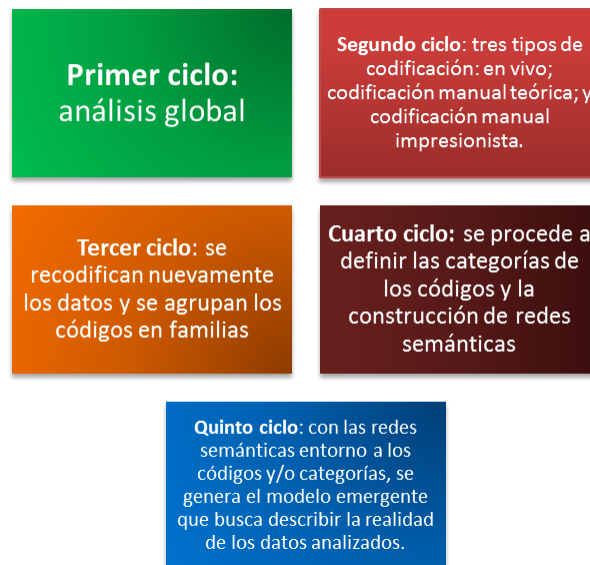 Primer ciclo:
análisis global
Segundo ciclo: tres tipos de
codificación: en vivo;
codificación manual teórica; y
codificación manual
impresionista.
Tercer ciclo: se
recodifican nuevamente
los datos y se agrupan los
códigos en familias
Cuarto ciclo: se procede a
definir las categorías de
los códigos y la
construcción de redes
semánticas
Quinto ciclo: con las redes
semánticas entorno a los
códigos y/o categorías, se
genera el modelo emergente
que busca describir la realidad
de los datos analizados.